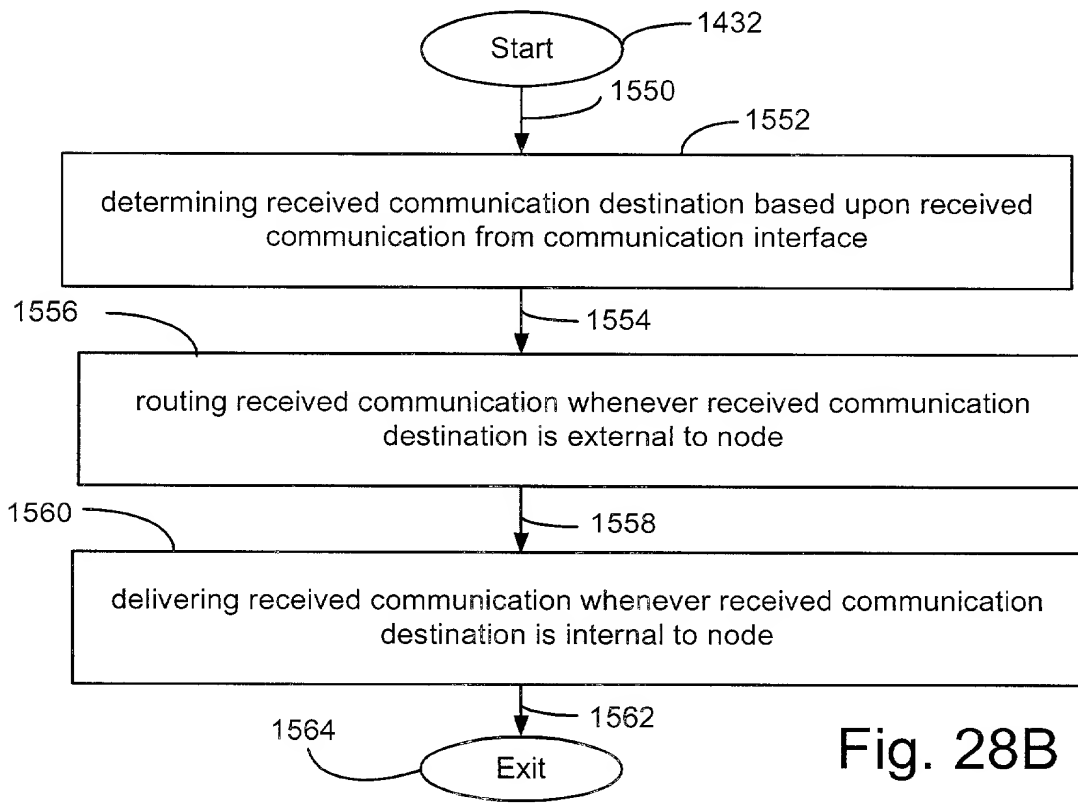 Start
1432
1550
1552
determining received communication destination based upon received
communication from communication interface
1554
1556
routing received communication whenever received communication
destination is external to node
1558
1560
delivering received communication whenever received communication
destination is internal to node
1562
1564
Exit
Fig. 28B